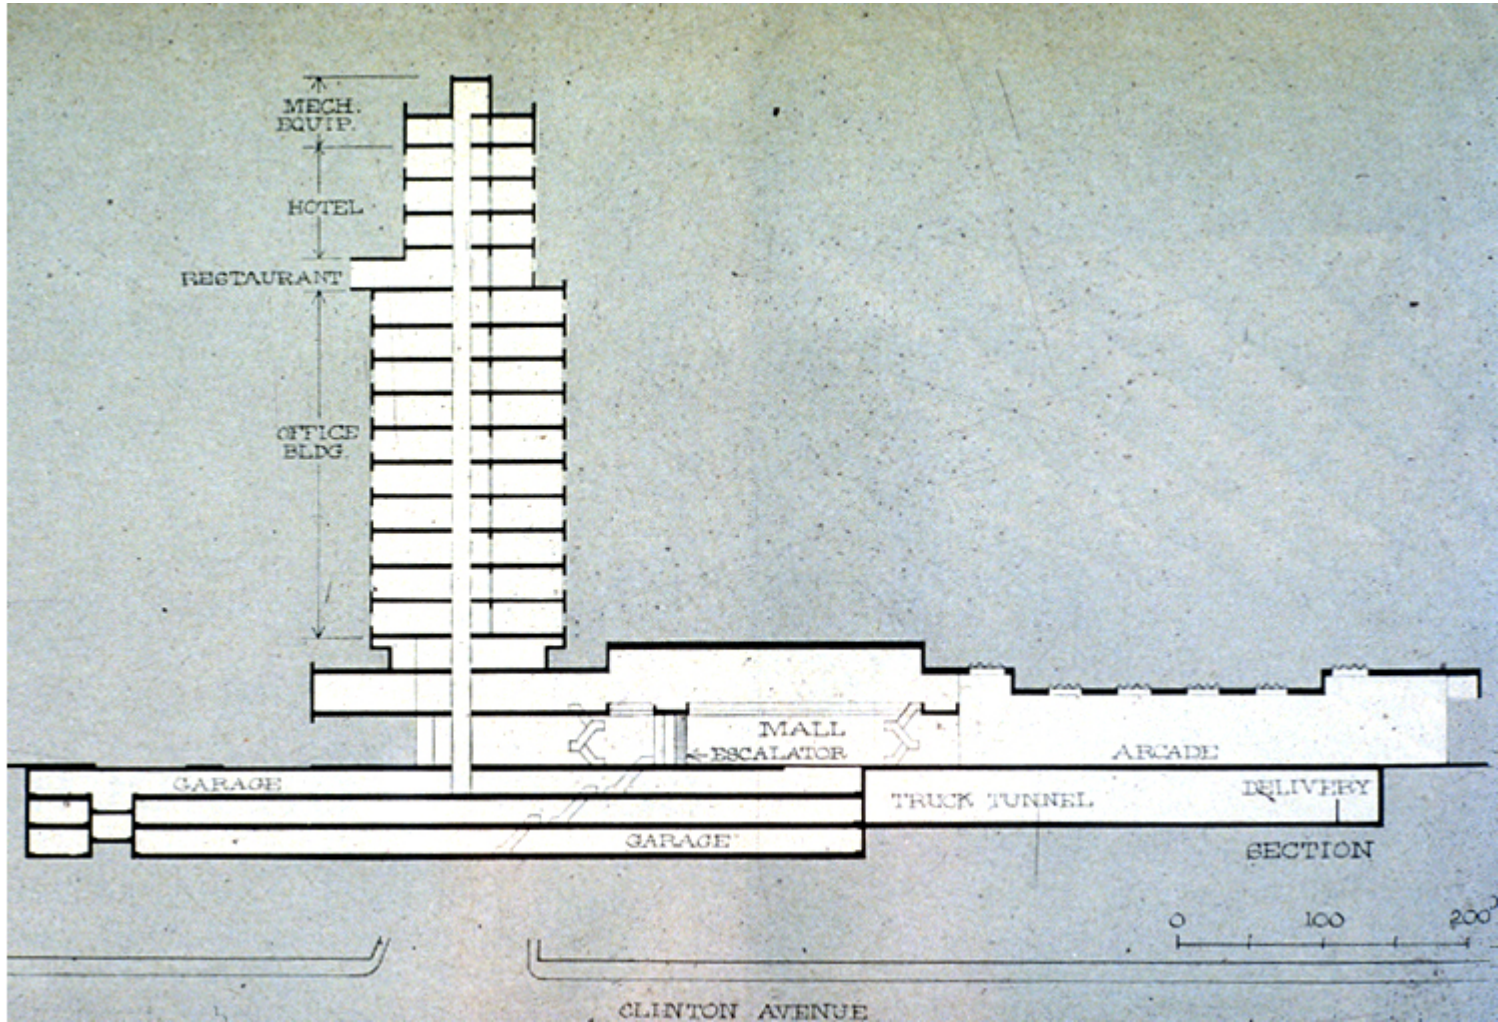 MECH.
EQUIP.
HOTEL
RESTAURANT
OFFICE
BLDG.
MALL
ESCALATOR
ARCADE
GARAGE
TRUCK TUNNEL
DELIVERY
GARAGE
SECTION
0 100 200'
CLINTON AVENUE